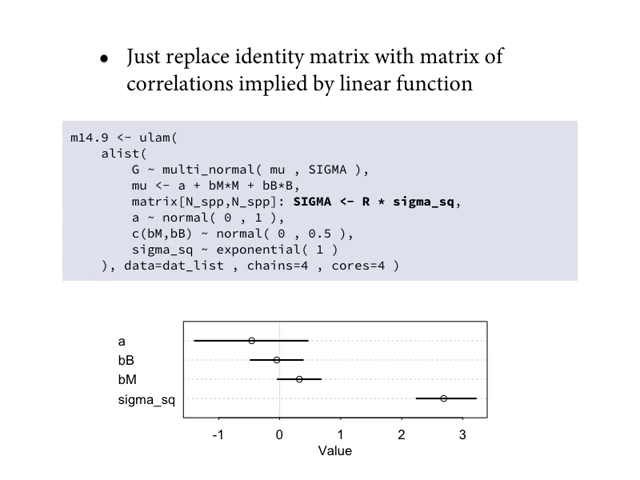 • Just replace identity matrix with matrix of
correlations implied by linear function
m14.9 <- ulam(
alist(
G ~ multi_normal( mu , SIGMA ),
mu <- a + bM*M + bB*B,
matrix[N_spp,N_spp]: SIGMA <- R * sigma_sq,
a ~ normal( 0 , 1 ),
c(bM,bB) ~ normal( 0 , 0.5 ),
sigma_sq ~ exponential( 1 )
), data=dat_list , chains=4 , cores=4 )
a
bB
bM
sigma_sq
-1 0 1 2 3
Value